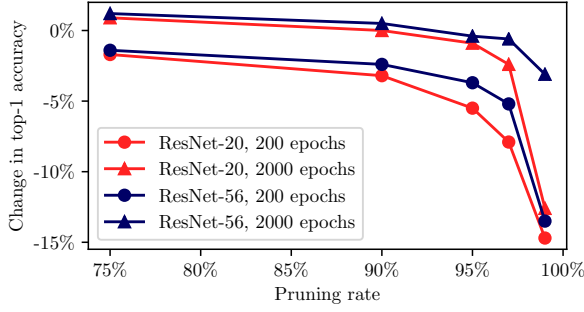 0%
-5%
-10%
-15%
Change in top-1 accuracy
ResNet-20, 200 epochs
ResNet-20, 2000 epochs
ResNet-56, 200 epochs
ResNet-56, 2000 epochs
75%
80%
85%
90%
95%
100%
Pruning rate